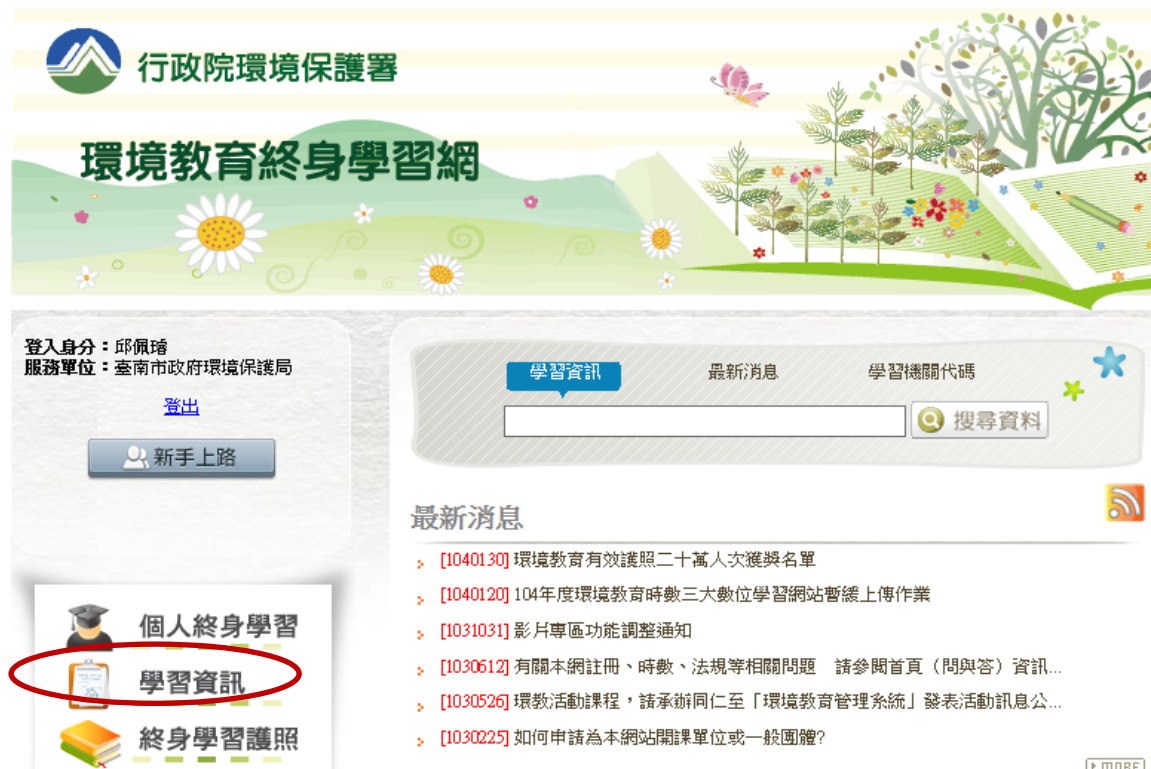 行政院環境保護署
環境教育終身學習網
登入身分：邱佩璿
服務單位：臺南市政府環境保護局
登出
新手上路
個人終身學習
學習資訊
終身學習護照
學習資訊 最新消息 學習機關代碼
搜尋資料
最新消息
[1040130] 環境教育有效護照二十萬人次獲獎名單
[1040120] 104年度環境教育時數三大數位學習網站暫緩上傳作業
[1031031] 影片專區功能調整通知
[1030612] 有關本網註冊、時數、法規等相關問題　請參閱首頁（問與答）資訊...
[1030526] 環教活動課程，請承辦同仁至「環境教育管理系統」發表活動訊息公...
[1030225] 如何申請為本網站開課單位或一般團體?
MORE